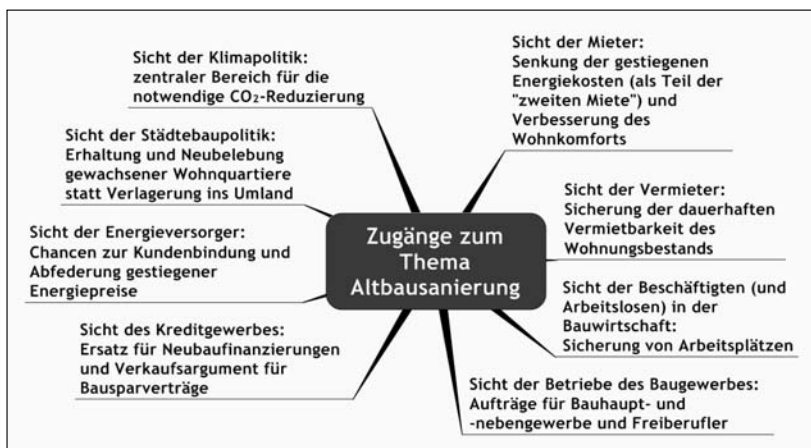 Sicht der Klimapolitik:
zentraler Bereich für die
notwendige CO₂-Reduzierung
Sicht der Städtebaupolitik:
Erhaltung und Neubelebung
gewachsener Wohnquartiere
statt Verlagerung ins Umland
Sicht der Energieversorger:
Chancen zur Kundenbindung und
Abfederung gestiegener
Energiepreise
Sicht des Kreditgewerbes:
Ersatz für Neubaufinanzierungen
und Verkaufsargument für
Bausparverträge
Zugänge zum
Thema
Altbausanierung
Sicht der Mieter:
Senkung der gestiegenen
Energiekosten (als Teil der
"zweiten Miete") und
Verbesserung des
Wohnkomforts
Sicht der Vermieter:
Sicherung der dauerhaften
Vermietbarkeit des
Wohnungsbestands
Sicht der Beschäftigten (und
Arbeitslosen) in der
Bauwirtschaft:
Sicherung von Arbeitsplätzen
Sicht der Betriebe des Baugewerbes:
Aufträge für Bauhaupt- und
-nebengewerbe und Freiberufler